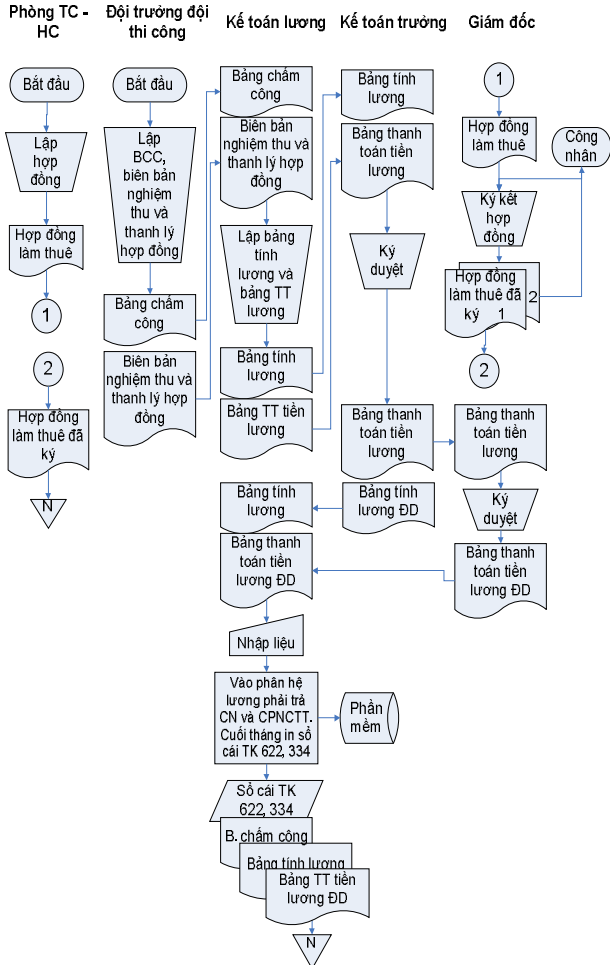 Phòng TC -
HC
Đội trưởng đội
thi công
Kế toán lương
Kế toán trưởng
Giám đốc
Bắt đầu
Lập
hợp
đồng
Hợp đồng
làm thuê
1
2
Hợp đồng
làm thuê đã
ký
N
Bắt đầu
Lập
BCC,
biên bản
nghiệm
thu và
thanh lý
hợp đồng
Bảng chấm
công
Biên bản
nghiệm thu và
thanh lý hợp
đồng
Bảng chấm
công
Biên bản
nghiệm thu và
thanh lý hợp
đồng
Lập bảng
tính
lương và
bảng TT
lương
Bảng tính
lương
Bảng TT tiền
lương
Bảng tính
lương
Bảng thanh
toán tiền
lương ĐD
Nhập liệu
Vào phân hệ
lương phải trả
CN và CPNCTT.
Cuối tháng in sổ
cái TK 622, 334
Phần
mềm
Sổ cái TK
622, 334
B. chấm công
Bảng tính lương
Bảng TT tiền
lương ĐD
N
Bảng tính
lương
Bảng thanh
toán tiền
lương
Ký
duyệt
Bảng thanh
toán tiền
lương
Bảng tính
lương ĐD
1
Hợp đồng
làm thuê
Công
nhân
Ký kết
hợp
đồng
Hợp đồng
làm thuê đã
ký 1
2
2
Bảng thanh
toán tiền
lương
Ký
duyệt
Bảng thanh
toán tiền
lương ĐD